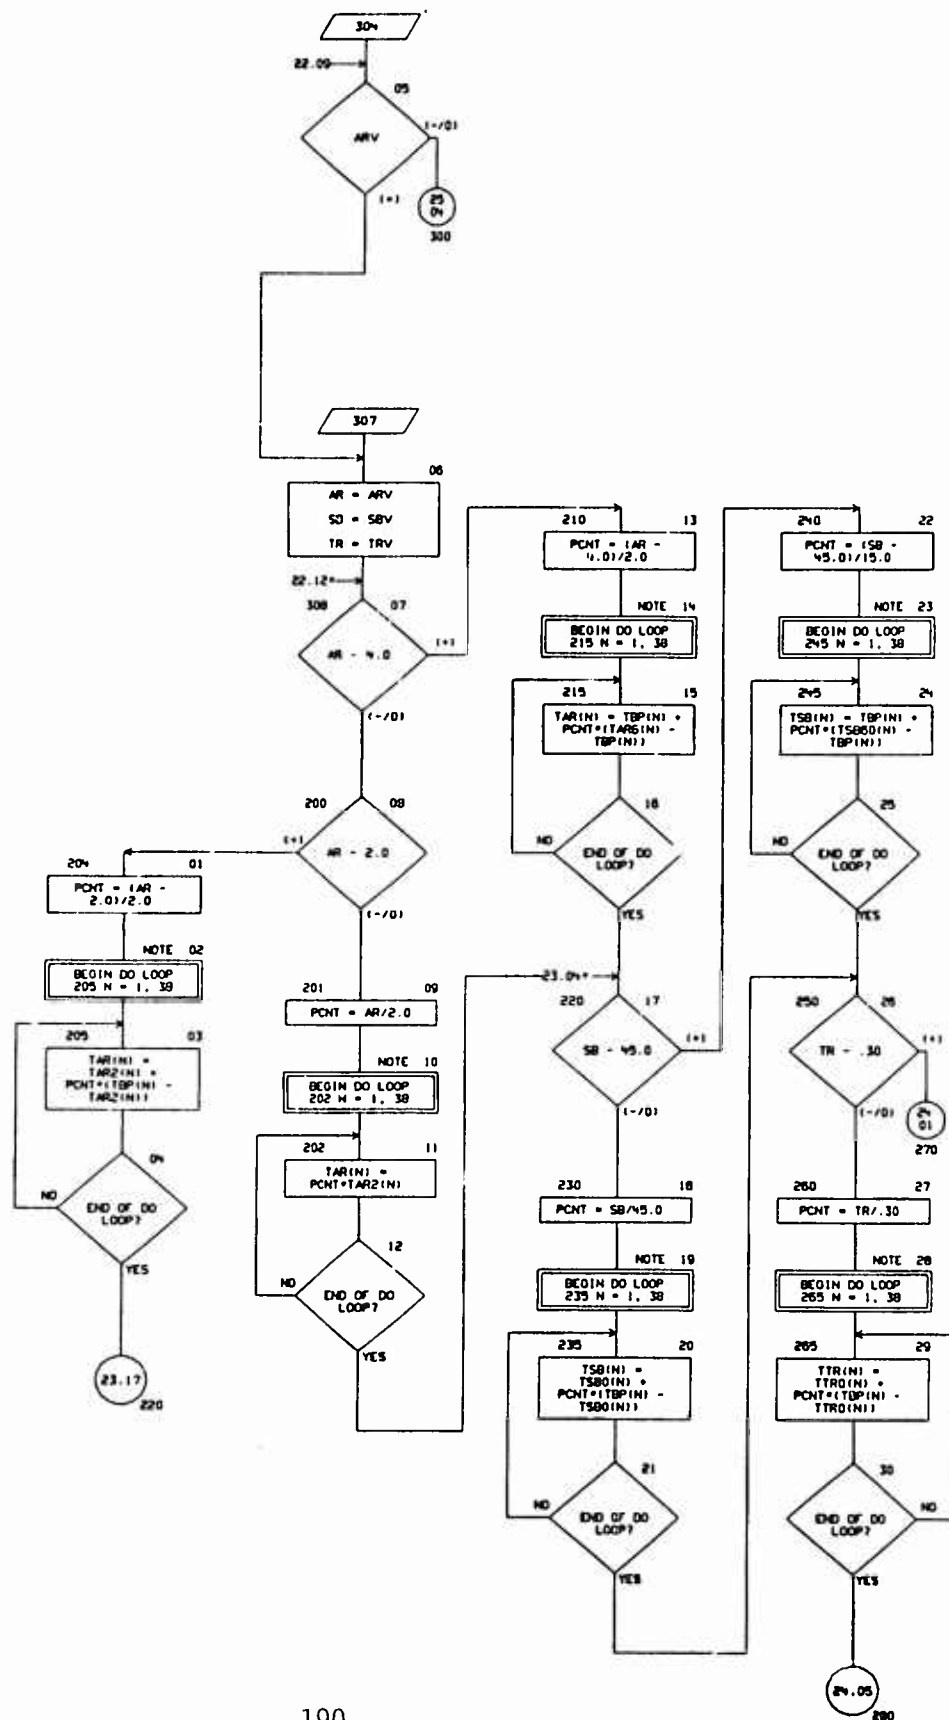 304
22.09
05
ARV
(-/0)
(+)
25
04
300
307
06
AR = ARV
SB = SBV
TR = TRV
22.12*
308
07
AR - 4.0
(+)
(-/0)
200
08
AR - 2.0
(+)
(-/0)
204
01
PCNT = (AR -
2.0)/2.0
NOTE 02
BEGIN DO LOOP
205 N = 1, 38
205
03
TAR(N) =
TAR2(N) +
PCNT*(TBP(N) -
TAR2(N))
04
NO
END OF DO
LOOP?
YES
23.17
220
201
09
PCNT = AR/2.0
NOTE 10
BEGIN DO LOOP
202 N = 1, 38
202
11
TAR(N) =
PCNT*TAR2(N)
12
NO
END OF DO
LOOP?
YES
210
13
PCNT = (AR -
4.0)/2.0
NOTE 14
BEGIN DO LOOP
215 N = 1, 38
215
15
TAR(N) = TBP(N) +
PCNT*(TAR6(N) -
TBP(N))
16
NO
END OF DO
LOOP?
YES
23.04*
220
17
SB - 45.0
(+)
(-/0)
230
18
PCNT = SB/45.0
NOTE 19
BEGIN DO LOOP
235 N = 1, 38
235
20
TSB(N) =
TSB0(N) +
PCNT*(TBP(N) -
TSB0(N))
21
NO
END OF DO
LOOP?
YES
240
22
PCNT = (SB -
45.0)/15.0
NOTE 23
BEGIN DO LOOP
245 N = 1, 38
245
24
TSB(N) = TBP(N) +
PCNT*(TSB60(N) -
TBP(N))
25
NO
END OF DO
LOOP?
YES
250
26
TR - .30
(+)
(-/0)
24
01
270
260
27
PCNT = TR/.30
NOTE 28
BEGIN DO LOOP
265 N = 1, 38
265
29
TTR(N) =
TTR0(N) +
PCNT*(TBP(N) -
TTR0(N))
30
NO
END OF DO
LOOP?
YES
24.05
280
190